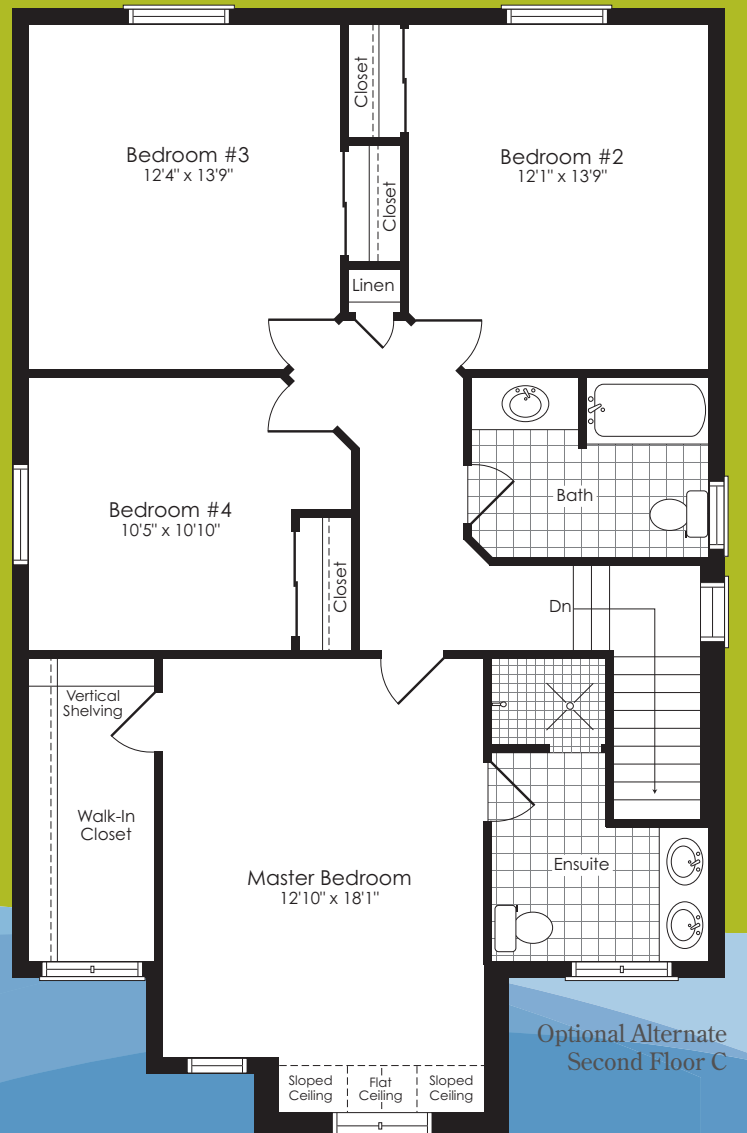 Closet
Bedroom #3
12'4" x 13'9"
Bedroom #2
12'1" x 13'9"
Closet
Linen
Bedroom #4
10'5" x 10'10"
Bath
Closet
Dn
Vertical
Shelving
Walk-In
Closet
Master Bedroom
12'10" x 18'1"
Ensuite
Optional Alternate
Second Floor C
Sloped
Ceiling
Flat
Ceiling
Sloped
Ceiling